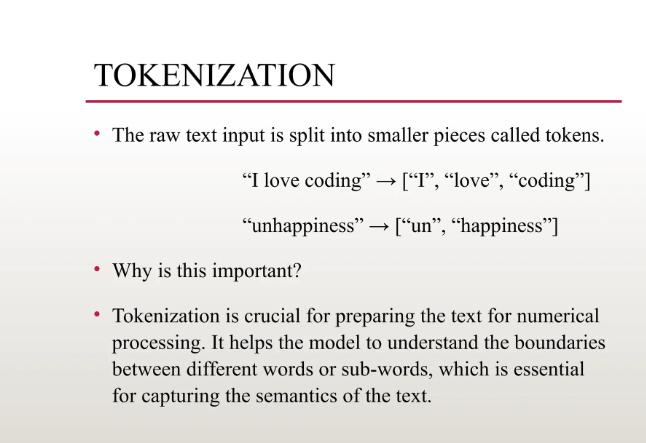 TOKENIZATION
• The raw text input is split into smaller pieces called tokens.
“I love coding” → [“I”, “love”, “coding”]
“unhappiness” → [“un”, “happiness”]
• Why is this important?
• Tokenization is crucial for preparing the text for numerical
processing. It helps the model to understand the boundaries
between different words or sub-words, which is essential
for capturing the semantics of the text.